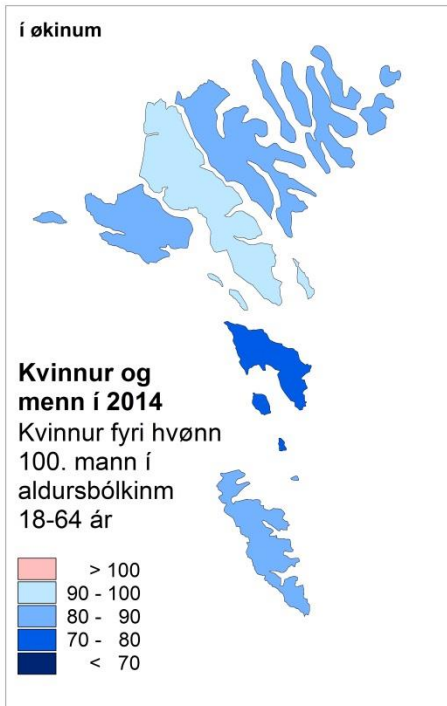 í økinum
Kvinnur og
menn í 2014
Kvinnur fyri hvønn
100. mann í
aldursbólkinm
18-64 ár
> 100
90 - 100
80 - 90
70 - 80
< 70